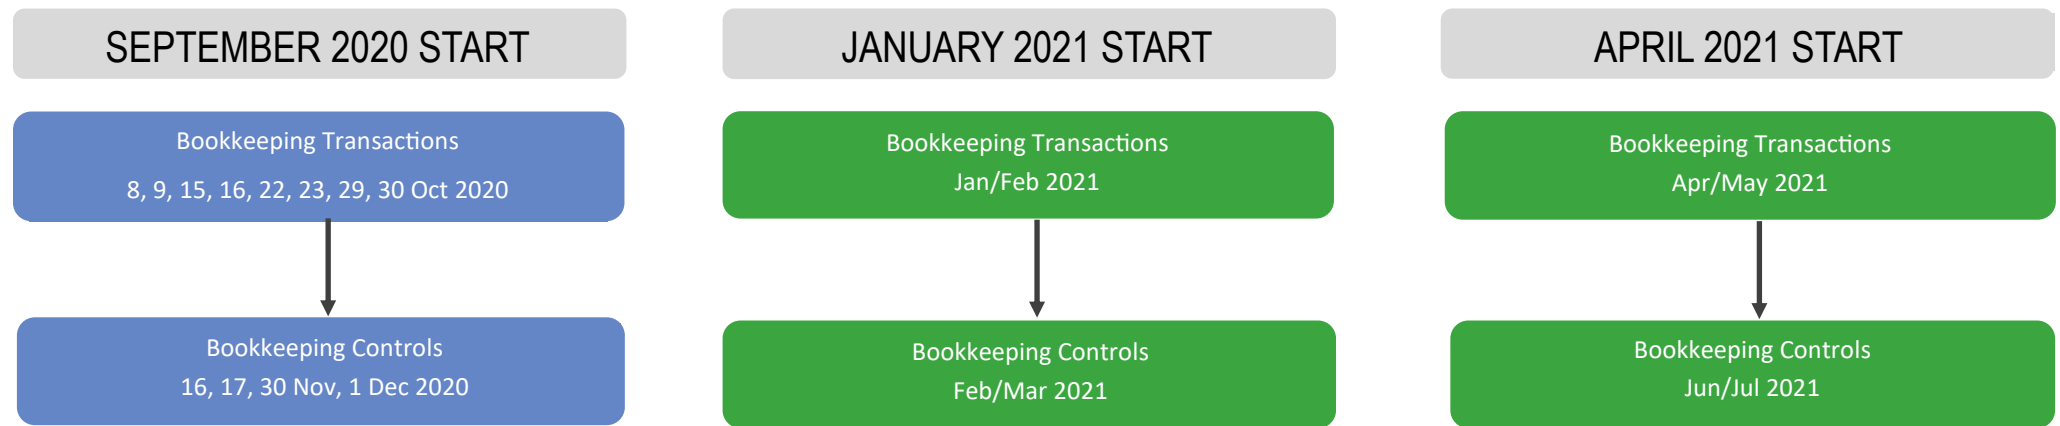 SEPTEMBER 2020 START
JANUARY 2021 START
APRIL 2021 START
Bookkeeping Transactions
8, 9, 15, 16, 22, 23, 29, 30 Oct 2020
Bookkeeping Transactions
Jan/Feb 2021
Bookkeeping Transactions
Apr/May 2021
Bookkeeping Controls
16, 17, 30 Nov, 1 Dec 2020
Bookkeeping Controls
Feb/Mar 2021
Bookkeeping Controls
Jun/Jul 2021